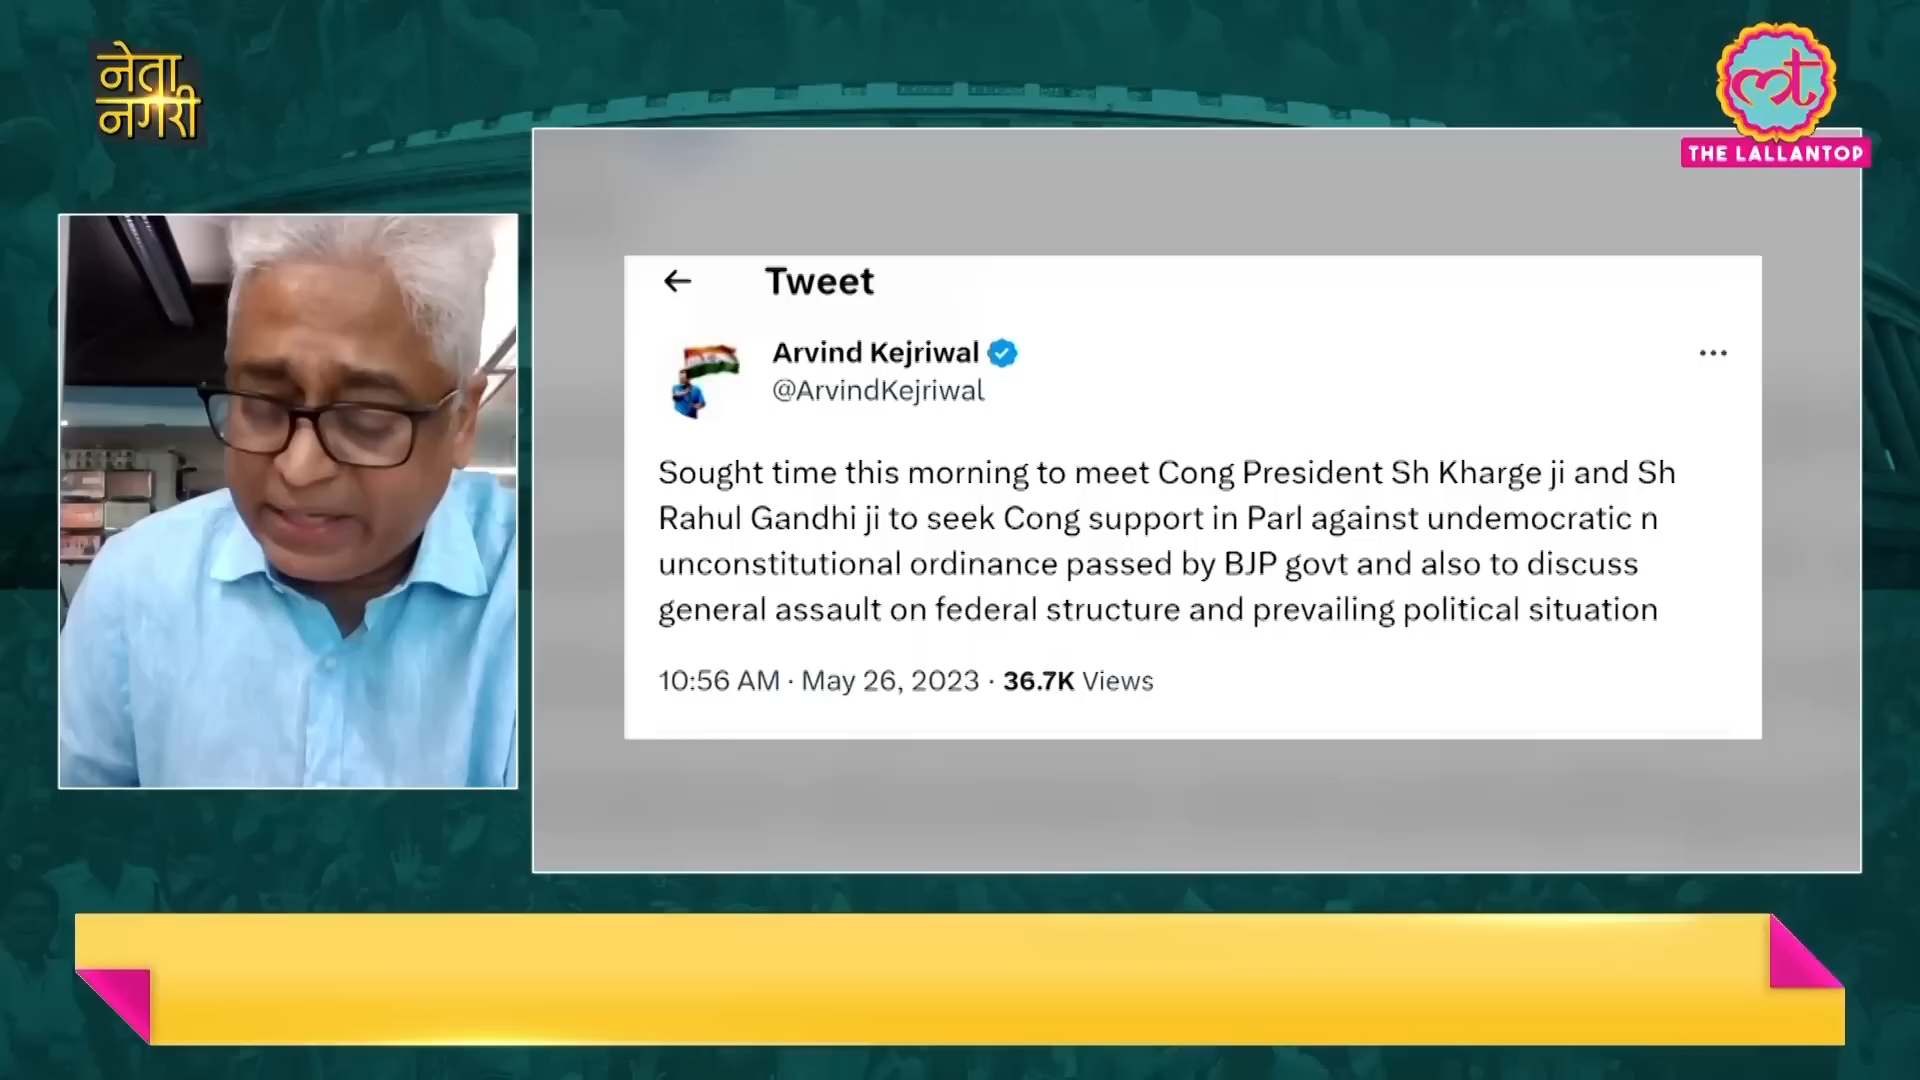 नेता
नगरी
mt
THE LALLANTOP
← Tweet
Arvind Kejriwal
@ArvindKejriwal
Sought time this morning to meet Cong President Sh Kharge ji and Sh
Rahul Gandhi ji to seek Cong support in Parl against undemocratic n
unconstitutional ordinance passed by BJP govt and also to discuss
general assault on federal structure and prevailing political situation
10:56 AM · May 26, 2023 · 36.7K Views